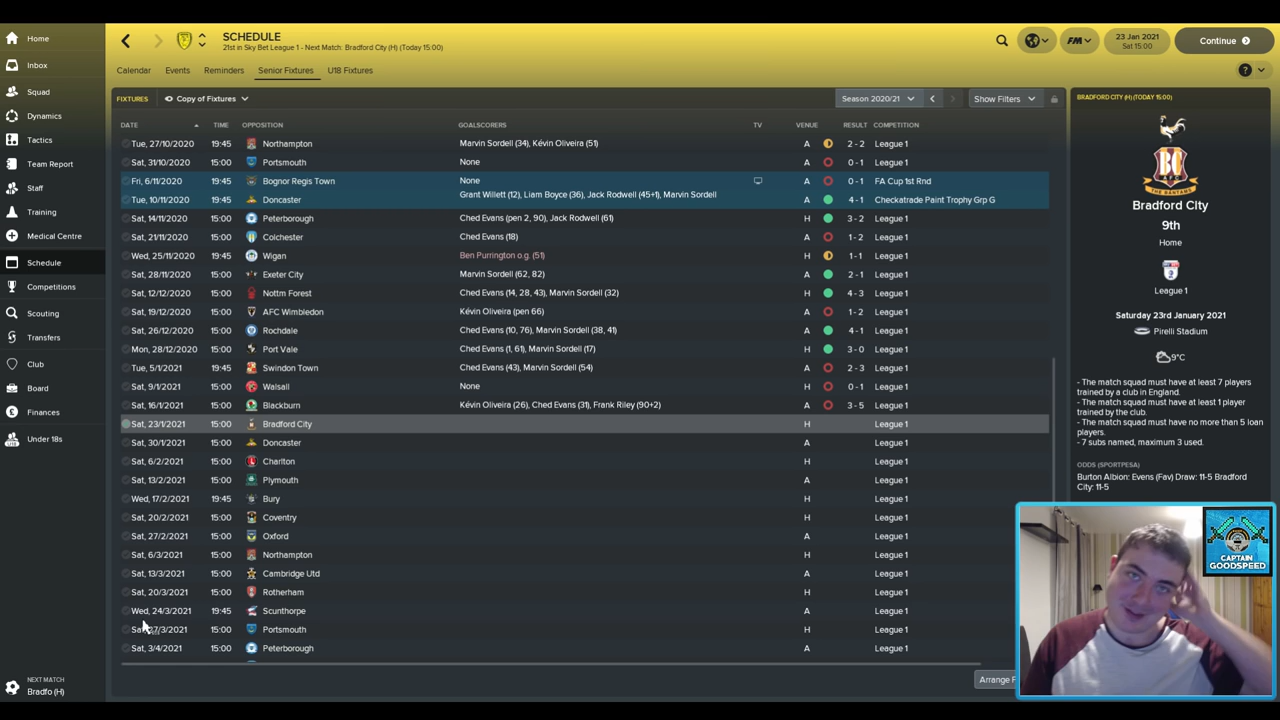 Home
Inbox
Squad
Dynamics
Tactics
Team Report
Staff
Training
Medical Centre
Schedule
Competitions
Scouting
Transfers
Club
Board
Finances
Under 18s
NEXT MATCH
Bradfo (H)
SCHEDULE
21st in Sky Bet League 1 - Next Match: Bradford City (H) (Today 15:00)
FM
23 Jan 2021
Sat 15:00
Continue
Calendar Events Reminders Senior Fixtures U18 Fixtures
?
FIXTURES Copy of Fixtures Season 2020/21 Show Filters
DATE TIME OPPOSITION GOALSCORERS TV VENUE RESULT COMPETITION
Tue, 27/10/2020 19:45 Northampton Marvin Sordell (34), Kévin Oliveira (51) A 2 - 2 League 1
Sat, 31/10/2020 15:00 Portsmouth None A 0 - 1 League 1
Fri, 6/11/2020 19:45 Bognor Regis Town None A 0 - 1 FA Cup 1st Rnd
Tue, 10/11/2020 19:45 Doncaster Grant Willett (12), Liam Boyce (36), Jack Rodwell (45+1), Marvin Sordell A 4 - 1 Checkatrade Paint Trophy Grp G
Sat, 14/11/2020 15:00 Peterborough Ched Evans (pen 2, 90), Jack Rodwell (61) H 3 - 2 League 1
Sat, 21/11/2020 15:00 Colchester Ched Evans (18) A 1 - 2 League 1
Wed, 25/11/2020 19:45 Wigan Ben Purrington o.g. (51) H 1 - 1 League 1
Sat, 28/11/2020 15:00 Exeter City Marvin Sordell (62, 82) A 2 - 1 League 1
Sat, 12/12/2020 15:00 Nottm Forest Ched Evans (14, 28, 43), Marvin Sordell (32) H 4 - 3 League 1
Sat, 19/12/2020 15:00 AFC Wimbledon Kévin Oliveira (pen 66) A 1 - 2 League 1
Sat, 26/12/2020 15:00 Rochdale Ched Evans (10, 76), Marvin Sordell (38, 41) A 4 - 1 League 1
Mon, 28/12/2020 15:00 Port Vale Ched Evans (1, 61), Marvin Sordell (17) H 3 - 0 League 1
Tue, 5/1/2021 19:45 Swindon Town Ched Evans (43), Marvin Sordell (54) A 2 - 3 League 1
Sat, 9/1/2021 15:00 Walsall None H 0 - 1 League 1
Sat, 16/1/2021 15:00 Blackburn Kévin Oliveira (26), Ched Evans (31), Frank Riley (90+2) A 3 - 5 League 1
Sat, 23/1/2021 15:00 Bradford City H League 1
Sat, 30/1/2021 15:00 Doncaster A League 1
Sat, 6/2/2021 15:00 Charlton H League 1
Sat, 13/2/2021 15:00 Plymouth A League 1
Wed, 17/2/2021 19:45 Bury H League 1
Sat, 20/2/2021 15:00 Coventry H League 1
Sat, 27/2/2021 15:00 Oxford A League 1
Sat, 6/3/2021 15:00 Northampton H League 1
Sat, 13/3/2021 15:00 Cambridge Utd A League 1
Sat, 20/3/2021 15:00 Rotherham H League 1
Wed, 24/3/2021 19:45 Scunthorpe A League 1
27/3/2021 15:00 Portsmouth H League 1
Sat, 3/4/2021 15:00 Peterborough A League 1
Arrange
BRADFORD CITY (H) (TODAY 15:00)
THE BANTAMS
Bradford City
9th
Home
League 1
Saturday 23rd January 2021
Pirelli Stadium
9°C
- The match squad must have at least 7 players
trained by a club in England.
- The match squad must have at least 1 player
trained by the club.
- The match squad must have no more than 5 loan
players.
- 7 subs named, maximum 3 used.
ODDS (SPORTPESA)
Burton Albion: Evens (Fav) Draw: 11-5 Bradford
City: 11-5
CAPTAIN
GOODSPEED